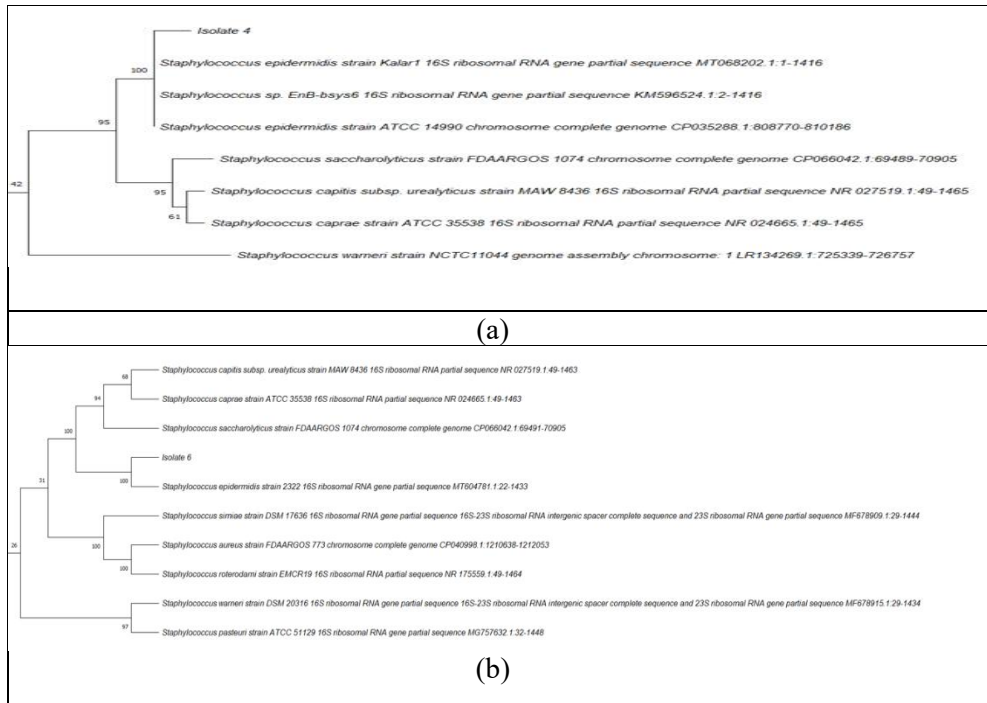 Isolate 4
100
Staphylococcus epidermidis strain Kalar1 16S ribosomal RNA gene partial sequence MT068202.1:1-1416
Staphylococcus sp. EnB-bsys6 16S ribosomal RNA gene partial sequence KM596524.1:2-1416
95
Staphylococcus epidermidis strain ATCC 14990 chromosome complete genome CP035288.1:808770-810186
Staphylococcus saccharolyticus strain FDAARGOS 1074 chromosome complete genome CP066042.1:69489-70905
42
95
Staphylococcus capitis subsp. urealyticus strain MAW 8436 16S ribosomal RNA partial sequence NR 027519.1:49-1465
61
Staphylococcus caprae strain ATCC 35538 16S ribosomal RNA partial sequence NR 024665.1:49-1465
Staphylococcus warneri strain NCTC11044 genome assembly chromosome: 1 LR134269.1:725339-726757
(a)
Staphylococcus capitis subsp. urealyticus strain MAW 8436 16S ribosomal RNA partial sequence NR 027519.1:49-1463
68
94
Staphylococcus caprae strain ATCC 35538 16S ribosomal RNA partial sequence NR 024665.1:49-1463
Staphylococcus saccharolyticus strain FDAARGOS 1074 chromosome complete genome CP066042.1:69491-70905
100
Isolate 6
31
100
Staphylococcus epidermidis strain 2322 16S ribosomal RNA gene partial sequence MT604781.1:22-1433
Staphylococcus simiae strain DSM 17636 16S ribosomal RNA gene partial sequence 16S-23S ribosomal RNA intergenic spacer complete sequence and 23S ribosomal RNA gene partial sequence MF678909.1:29-1444
26
100
Staphylococcus aureus strain FDAARGOS 773 chromosome complete genome CP040998.1:1210638-1212053
100
Staphylococcus roterodami strain EMCR19 16S ribosomal RNA partial sequence NR 175559.1:49-1464
Staphylococcus warneri strain DSM 20316 16S ribosomal RNA gene partial sequence 16S-23S ribosomal RNA intergenic spacer complete sequence and 23S ribosomal RNA gene partial sequence MF678915.1:29-1434
97
Staphylococcus pasteuri strain ATCC 51129 16S ribosomal RNA gene partial sequence MG757632.1:32-1448
(b)